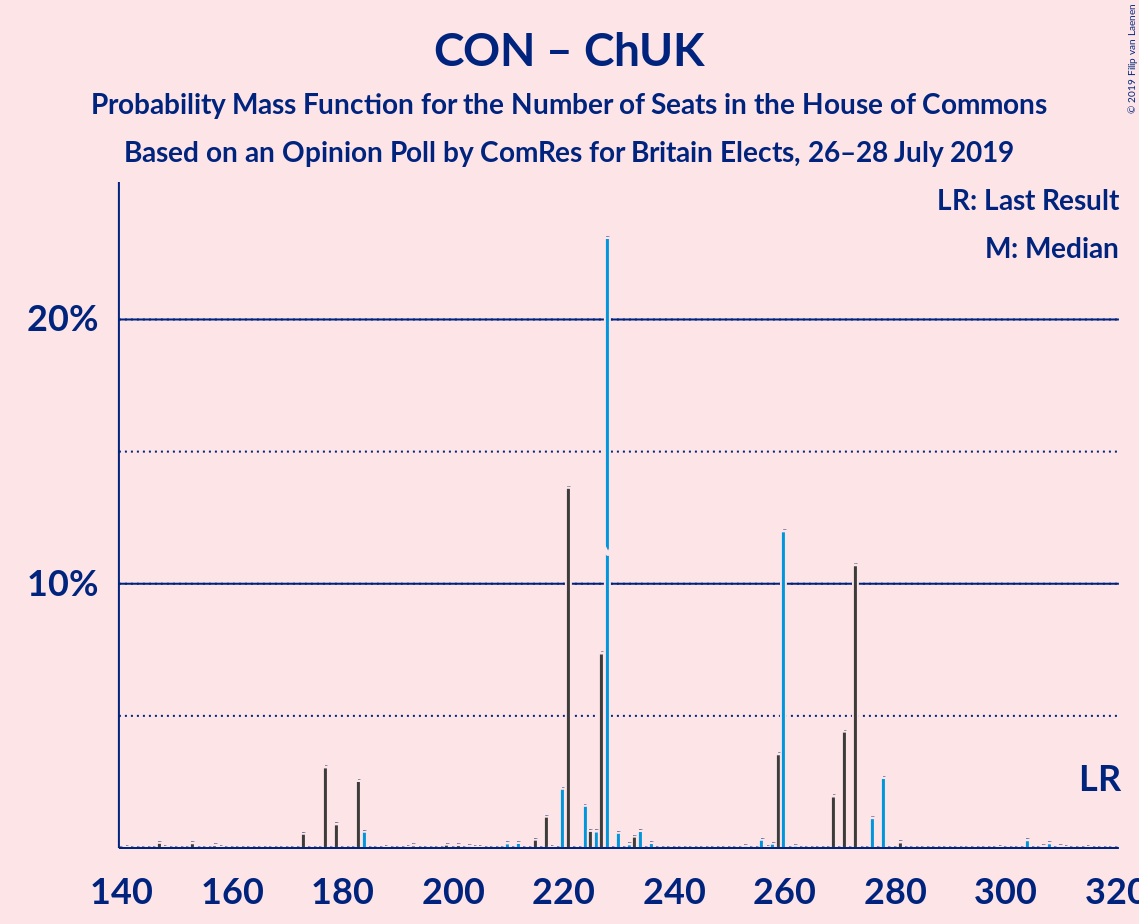 CON – ChUK
Probability Mass Function for the Number of Seats in the House of Commons
Based on an Opinion Poll by ComRes for Britain Elects, 26–28 July 2019
© 2019 Filip van Laenen
LR: Last Result
M: Median
20%
10%
LR
140 160 180 200 220 240 260 280 300 320